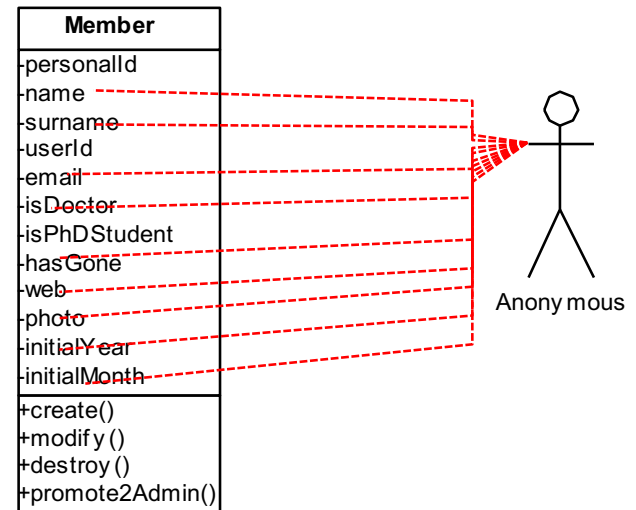 Member
-personalId
-name
-surname
-userId
-email
-isDoctor
-isPhDStudent
-hasGone
-web
-photo
-initialYear
-initialMonth
+create()
+modify()
+destroy()
+promote2Admin()
Anonymous